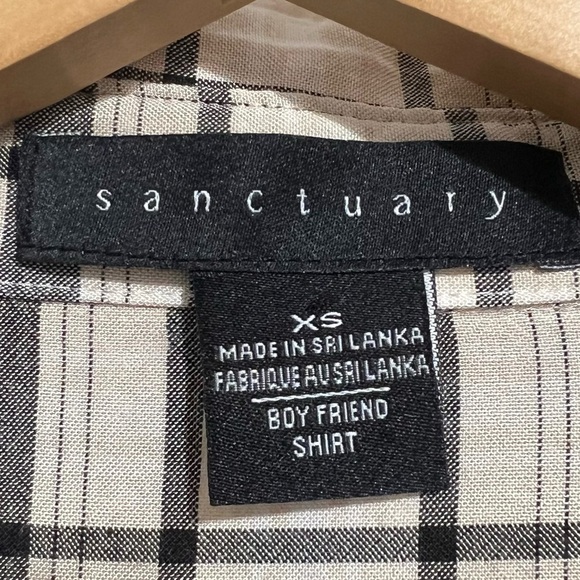 sanctuary
XS
MADE IN SRI LANKA
FABRIQUE AU SRI LANKA
BOY FRIEND
SHIRT